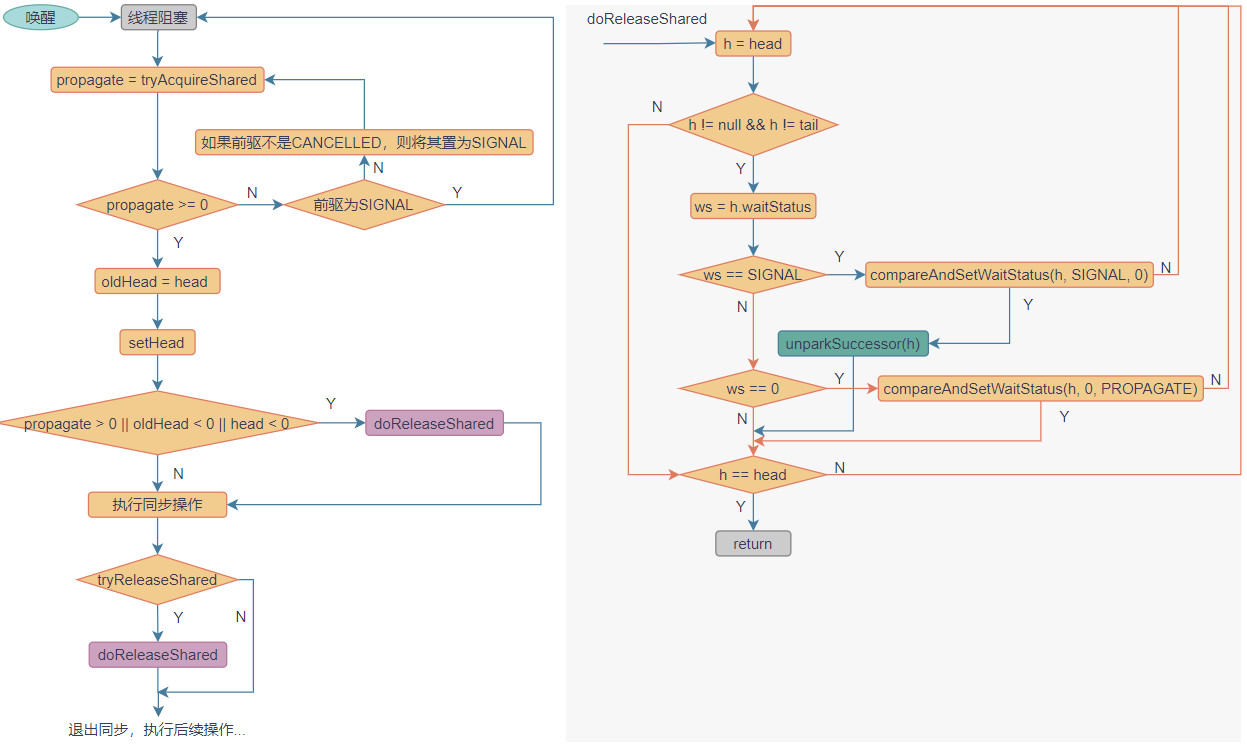 唤醒
线程阻塞
propagate = tryAcquireShared
如果前驱不是CANCELLED，则将其置为SIGNAL
N
propagate >= 0
N
前驱为SIGNAL
Y
Y
oldHead = head
setHead
propagate > 0 || oldHead < 0 || head < 0
Y
doReleaseShared
N
执行同步操作
tryReleaseShared
Y
N
doReleaseShared
退出同步，执行后续操作...
doReleaseShared
h = head
N
h != null && h != tail
Y
ws = h.waitStatus
ws == SIGNAL
Y
compareAndSetWaitStatus(h, SIGNAL, 0)
N
N
Y
unparkSuccessor(h)
ws == 0
Y
compareAndSetWaitStatus(h, 0, PROPAGATE)
N
N
Y
h == head
N
Y
return